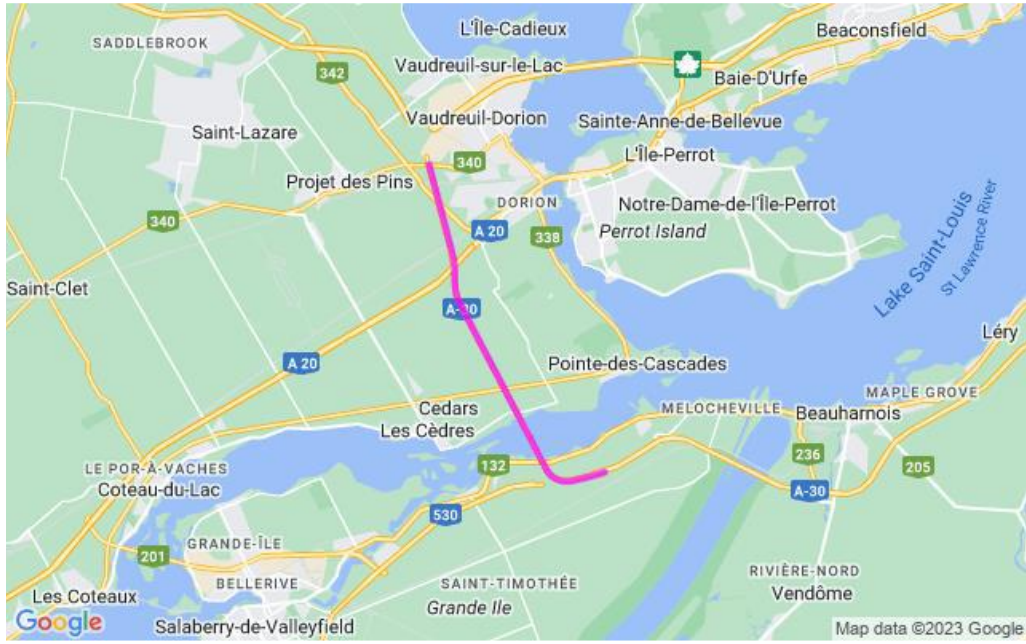 L'Île-Cadieux
Beaconsfield
SADDLEBROOK
Vaudreuil-sur-le-Lac
342
Baie-D'Urfe
Vaudreuil-Dorion
Saint-Lazare
Sainte-Anne-de-Bellevue
L'Île-Perrot
340
Projet des Pins
DORION
Notre-Dame-de-l'Île-Perrot
340
A 20
338
Perrot Island
Lake Saint-Louis
St Lawrence River
Saint-Clet
A-30
Léry
A 20
Pointe-des-Cascades
MAPLE GROVE
Cedars
MELOCHEVILLE
Beauharnois
Les Cèdres
236
LE POR-À-VACHES
132
205
Coteau-du-Lac
A-30
530
GRANDE-ÎLE
201
RIVIÈRE-NORD
BELLERIVE
SAINT-TIMOTHÉE
Vendôme
Les Coteaux
Grande Ile
Google
Salaberry-de-Valleyfield
Map data ©2023 Google